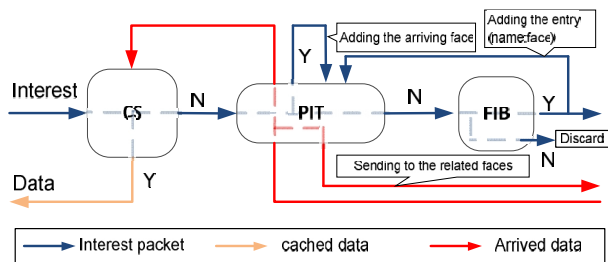 Adding the entry
(name:face)
Y
Adding the arriving face
Interest
CS
N
PIT
N
FIB
Y
Discard
N
Data
Y
Sending to the related faces
Interest packet
cached data
Arrived data